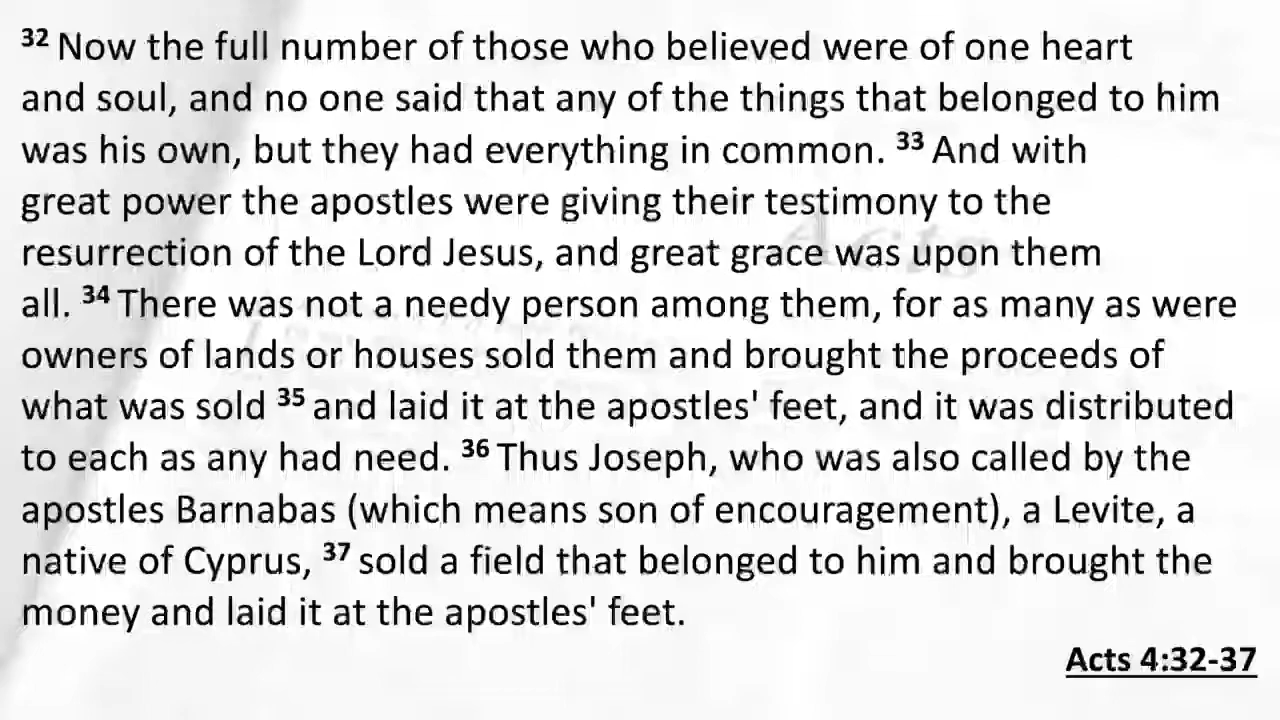 32 Now the full number of those who believed were of one heart
and soul, and no one said that any of the things that belonged to him
was his own, but they had everything in common. 33 And with
great power the apostles were giving their testimony to the
resurrection of the Lord Jesus, and great grace was upon them
all. 34 There was not a needy person among them, for as many as were
owners of lands or houses sold them and brought the proceeds of
what was sold 35 and laid it at the apostles' feet, and it was distributed
to each as any had need. 36 Thus Joseph, who was also called by the
apostles Barnabas (which means son of encouragement), a Levite, a
native of Cyprus, 37 sold a field that belonged to him and brought the
money and laid it at the apostles' feet.
Acts 4:32-37
Acts